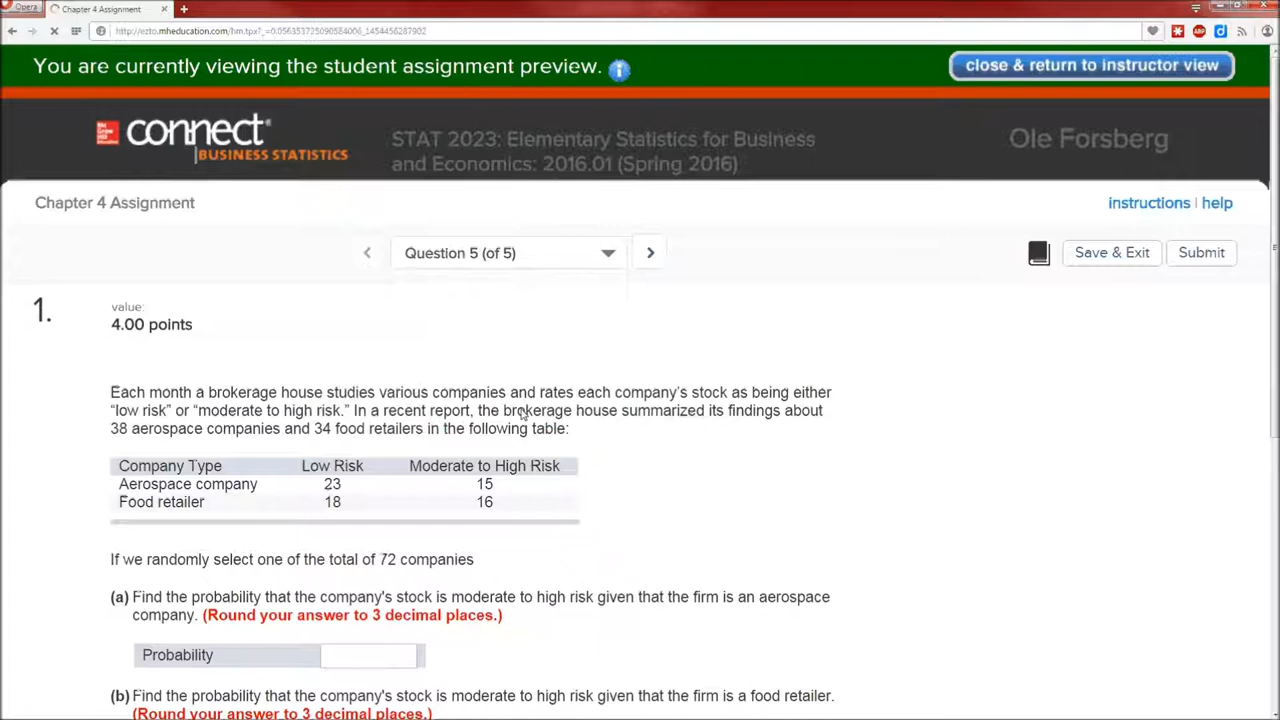 Opera
Chapter 4 Assignment
http://ezto.mheducation.com/hm.tpx?_=0.056353725090584006_1454456287902
You are currently viewing the student assignment preview.
close & return to instructor view
connect
BUSINESS STATISTICS
STAT 2023: Elementary Statistics for Business
and Economics: 2016.01 (Spring 2016)
Ole Forsberg
Chapter 4 Assignment
instructions | help
Question 5 (of 5)
Save & Exit
Submit
1.
value:
4.00 points
Each month a brokerage house studies various companies and rates each company's stock as being either
“low risk” or “moderate to high risk.” In a recent report, the brokerage house summarized its findings about
38 aerospace companies and 34 food retailers in the following table:
Company Type Low Risk Moderate to High Risk
Aerospace company 23 15
Food retailer 18 16
If we randomly select one of the total of 72 companies
(a) Find the probability that the company's stock is moderate to high risk given that the firm is an aerospace
company. (Round your answer to 3 decimal places.)
Probability
(b) Find the probability that the company's stock is moderate to high risk given that the firm is a food retailer.
(Round your answer to 3 decimal places.)